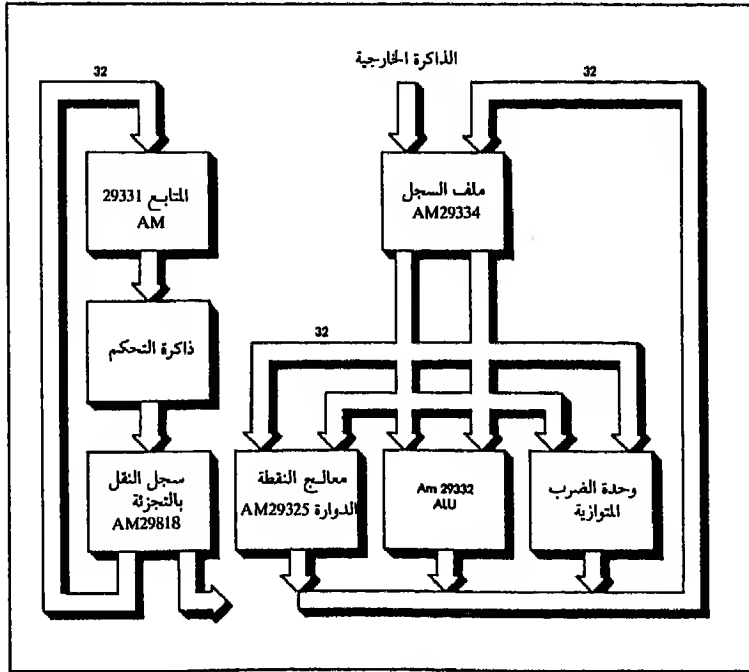 32
الذاكرة الخارجية
32
المتابع 29331
AM
ملف السجل
AM29334
ذاكرة التحكم
32
سجل النقل
بالتجزئة
AM29818
معالج النقطة
الدوارة AM29325
Am 29332
ALU
وحدة الضرب
المتوازية